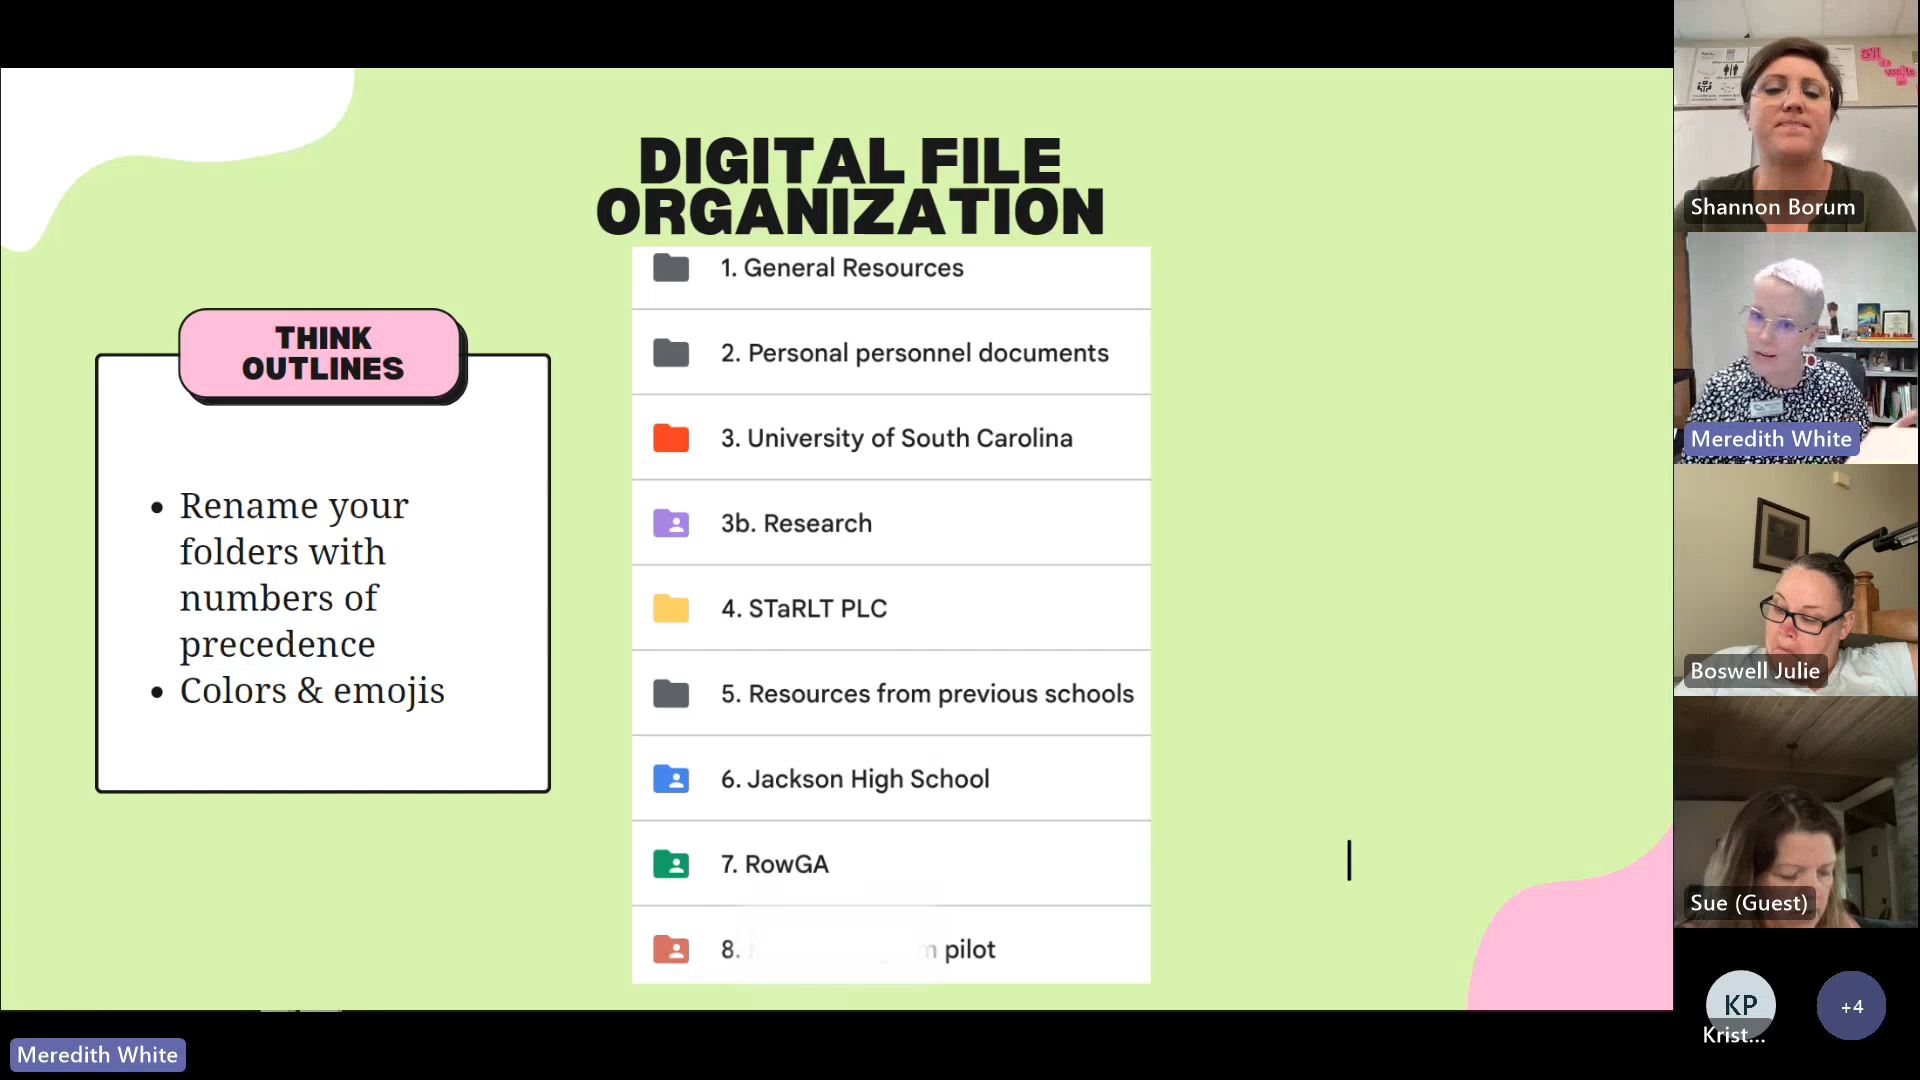 DIGITAL FILE
ORGANIZATION
THINK
OUTLINES
Rename your
folders with
numbers of
precedence
Colors & emojis
1. General Resources
2. Personal personnel documents
3. University of South Carolina
3b. Research
4. STaRLT PLC
5. Resources from previous schools
6. Jackson High School
7. RowGA
8. pilot
Shannon Borum
Meredith White
Boswell Julie
Sue (Guest)
KP
Krist...
+4
Meredith White